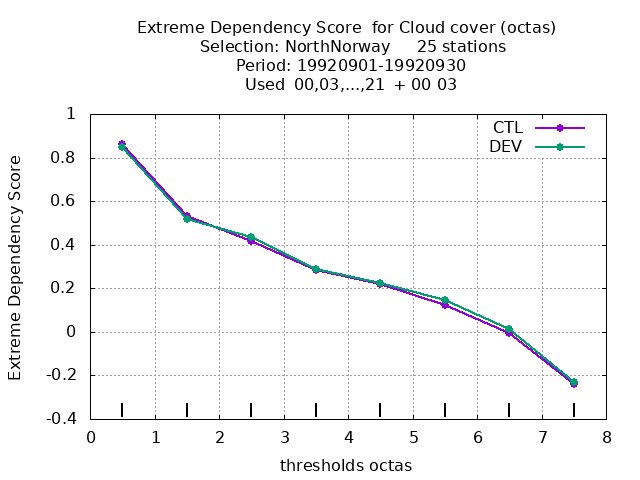 Extreme Dependency Score  for Cloud cover (octas)
Selection: NorthNorway     25 stations
Period: 19920901-19920930
Used  00,03,...,21  + 00 03
CTL
DEV
Extreme Dependency Score
1
0.8
0.6
0.4
0.2
0
-0.2
-0.4
0 1 2 3 4 5 6 7 8
thresholds octas